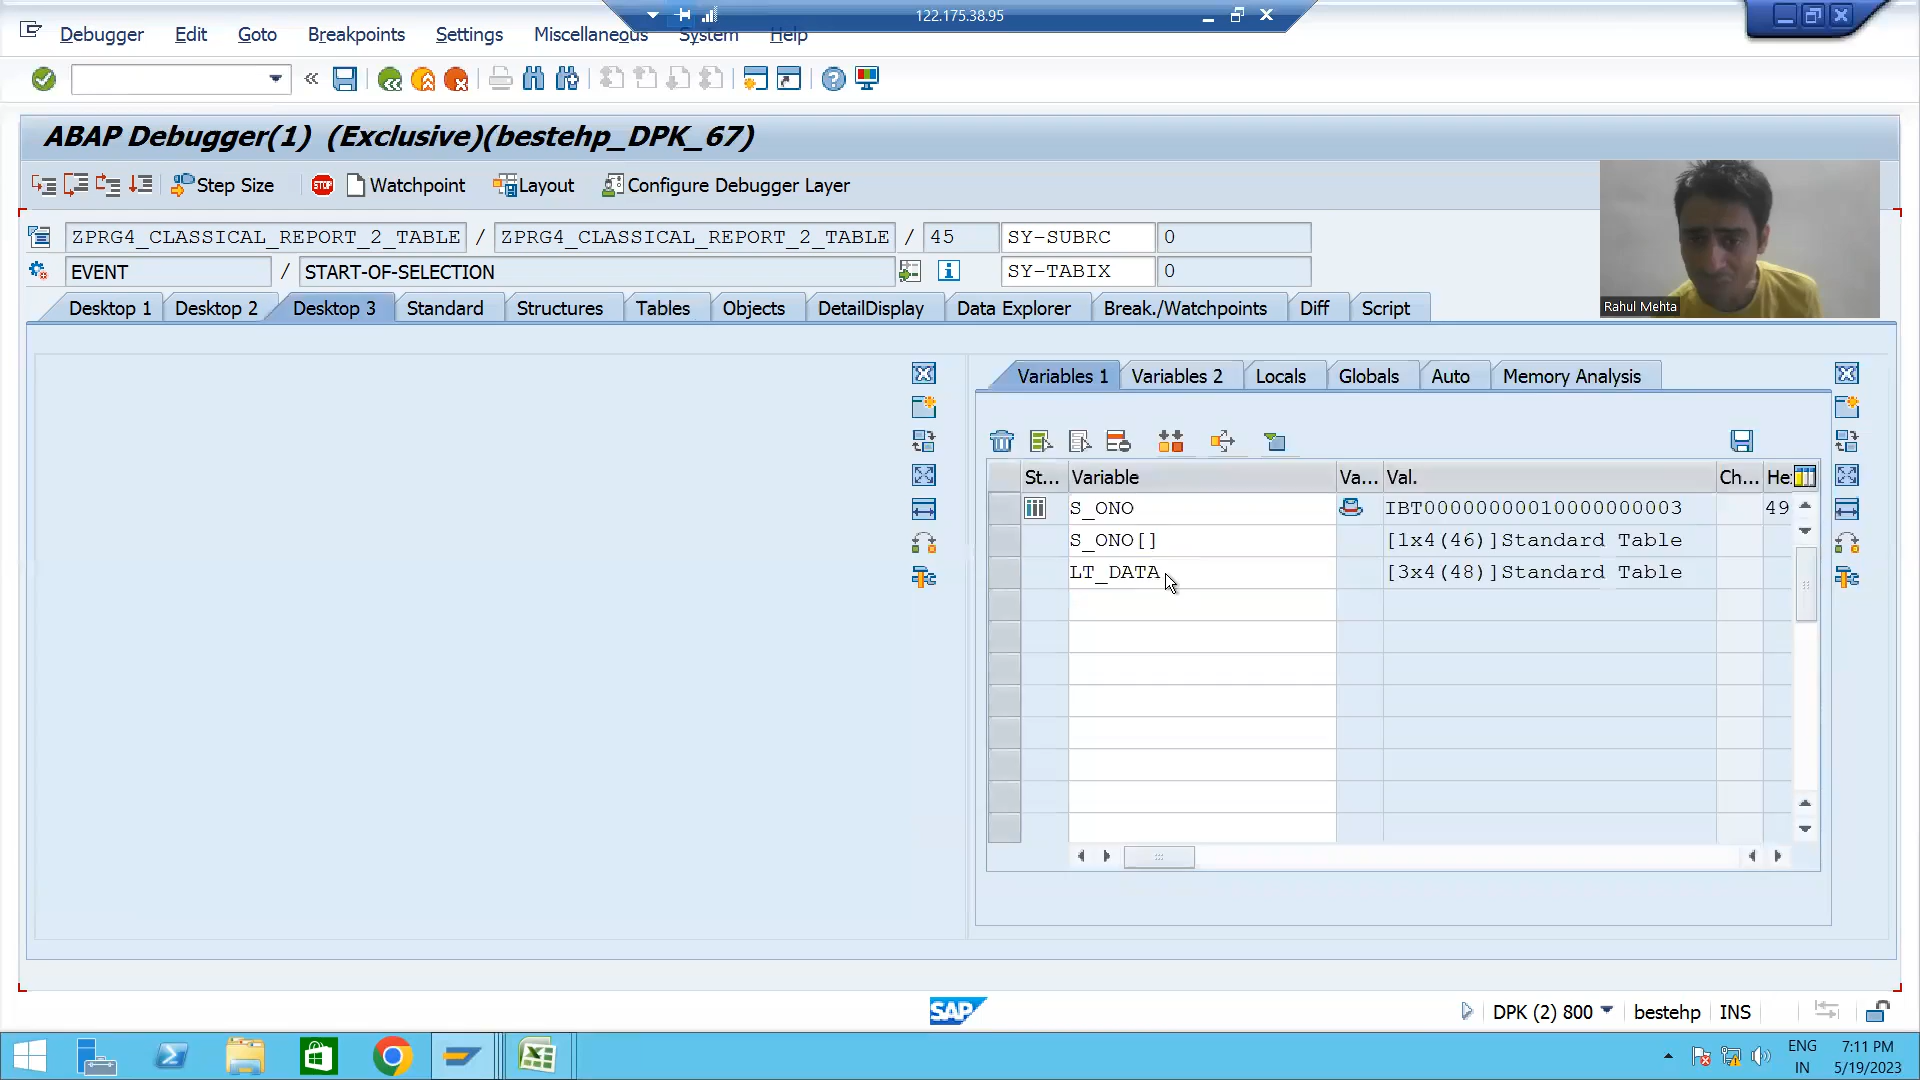 122.175.38.95
Debugger Edit Goto Breakpoints Settings Miscellaneous System Help
ABAP Debugger(1) (Exclusive)(bestehp_DPK_67)
Step Size STOP Watchpoint Layout Configure Debugger Layer
ZPRG4_CLASSICAL_REPORT_2_TABLE / ZPRG4_CLASSICAL_REPORT_2_TABLE / 45 SY-SUBRC 0
EVENT / START-OF-SELECTION SY-TABIX 0
Rahul Mehta
Desktop 1 Desktop 2 Desktop 3 Standard Structures Tables Objects DetailDisplay Data Explorer Break./Watchpoints Diff Script
Variables 1 Variables 2 Locals Globals Auto Memory Analysis
St... Variable Va... Val. Ch... He
S_ONO IBT00000000010000000003 49
S_ONO[] [1x4(46)]Standard Table
LT_DATA [3x4(48)]Standard Table
SAP
DPK (2) 800 bestehp INS
ENG 7:11 PM
IN 5/19/2023